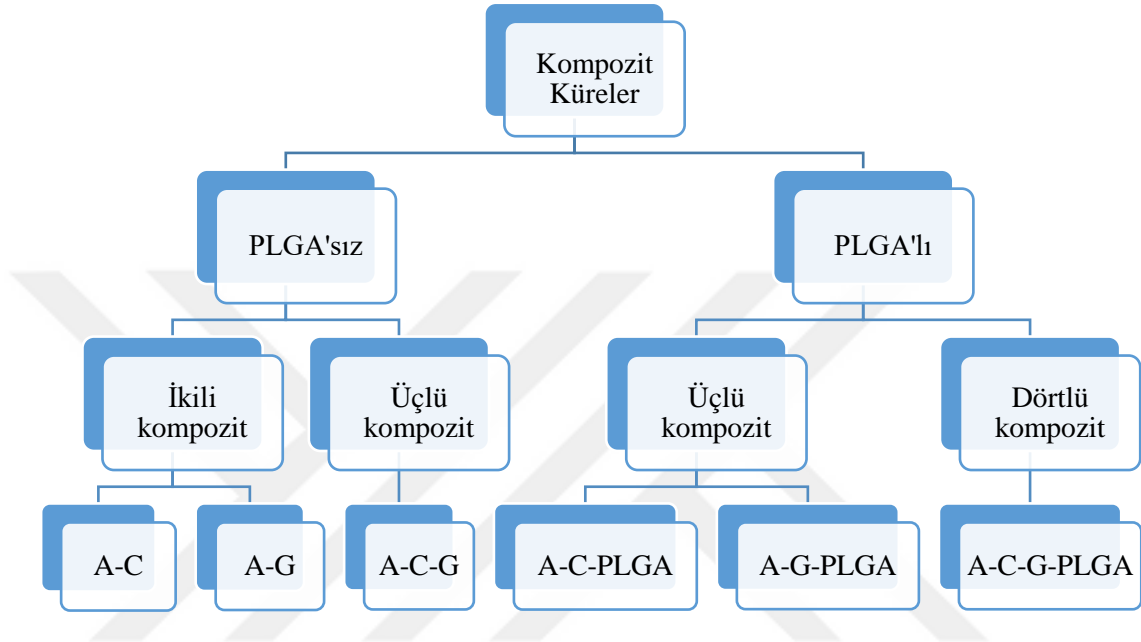 Kompozit
Küreler
PLGA'sız
PLGA'lı
İkili
kompozit
Üçlü
kompozit
Üçlü
kompozit
Dörtlü
kompozit
A-C
A-G
A-C-G
A-C-PLGA
A-G-PLGA
A-C-G-PLGA